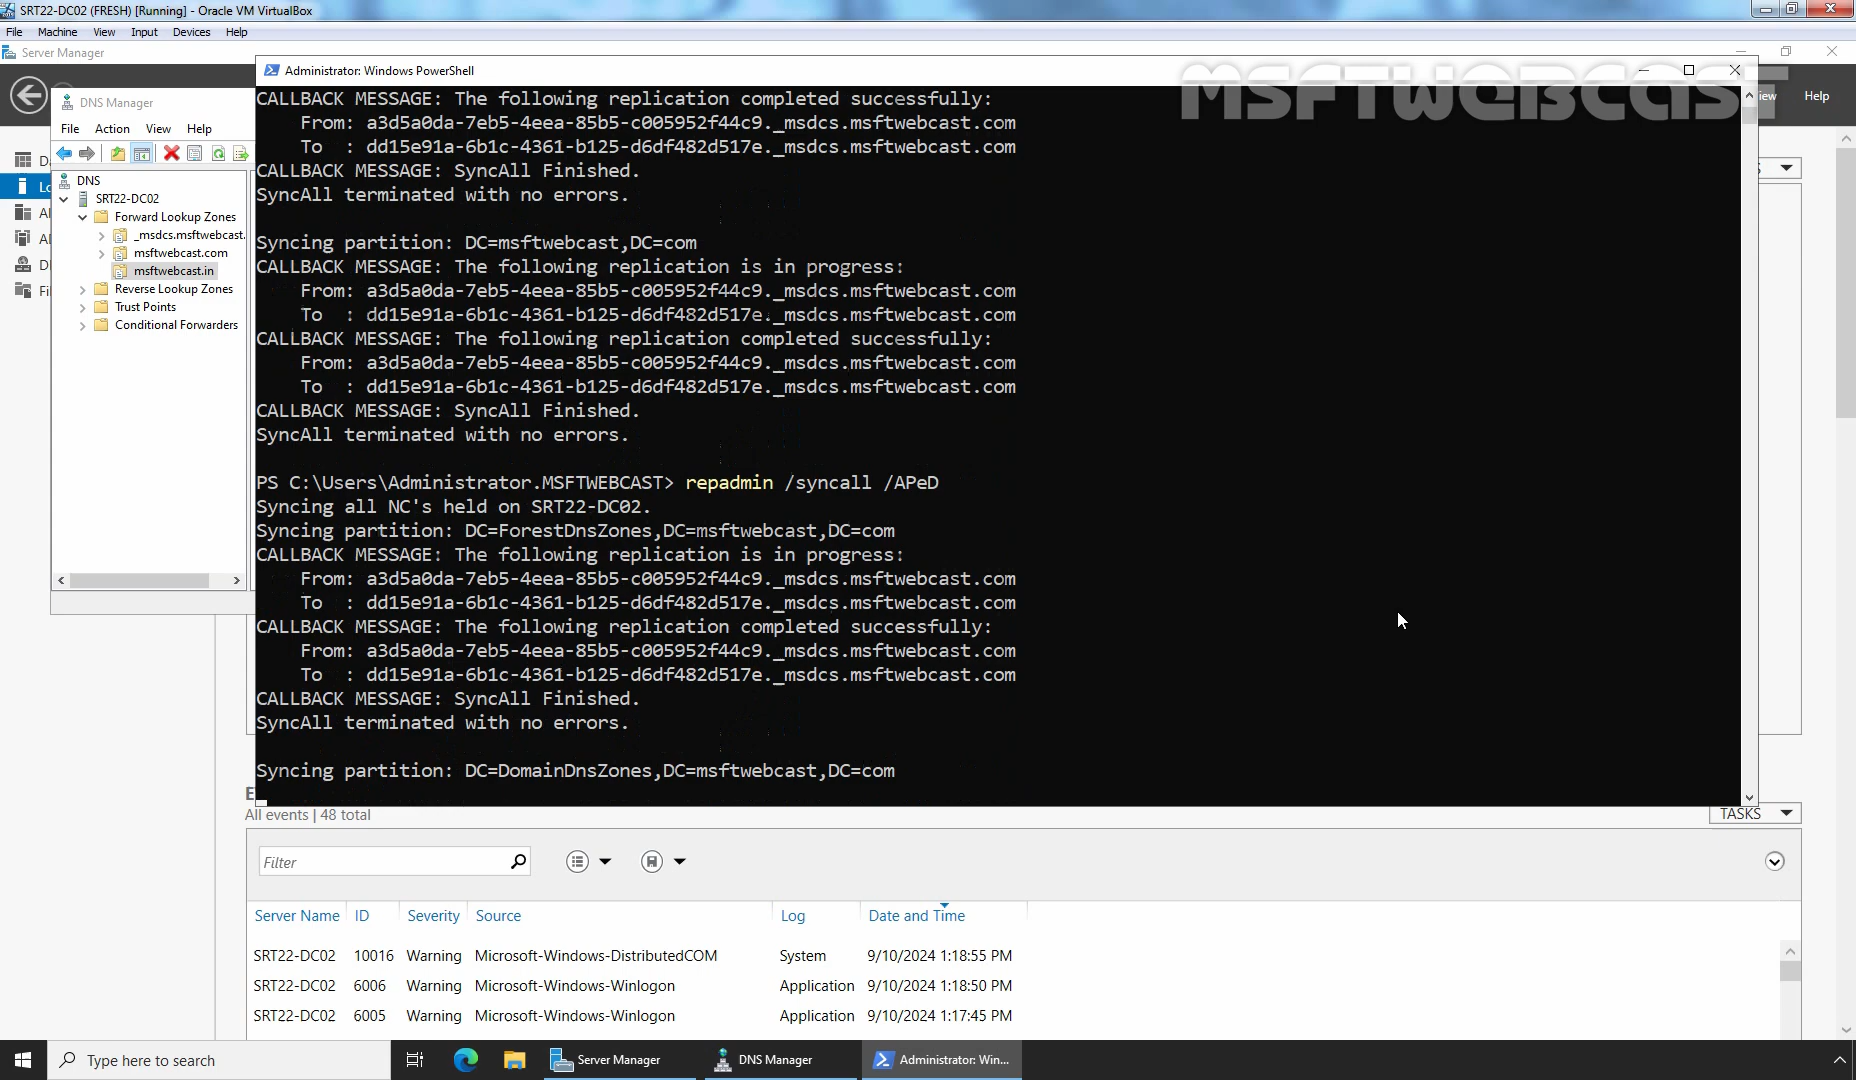 SRT22-DC02 (FRESH) [Running] - Oracle VM VirtualBox
File Machine View Input Devices Help
Server Manager
MSFTWEBCAST
Help
Administrator: Windows PowerShell
CALLBACK MESSAGE: The following replication completed successfully:
From: a3d5a0da-7eb5-4eea-85b5-c005952f44c9._msdcs.msftwebcast.com
To : dd15e91a-6b1c-4361-b125-d6df482d517e._msdcs.msftwebcast.com
CALLBACK MESSAGE: SyncAll Finished.
SyncAll terminated with no errors.
Syncing partition: DC=msftwebcast,DC=com
CALLBACK MESSAGE: The following replication is in progress:
From: a3d5a0da-7eb5-4eea-85b5-c005952f44c9._msdcs.msftwebcast.com
To : dd15e91a-6b1c-4361-b125-d6df482d517e._msdcs.msftwebcast.com
CALLBACK MESSAGE: The following replication completed successfully:
From: a3d5a0da-7eb5-4eea-85b5-c005952f44c9._msdcs.msftwebcast.com
To : dd15e91a-6b1c-4361-b125-d6df482d517e._msdcs.msftwebcast.com
CALLBACK MESSAGE: SyncAll Finished.
SyncAll terminated with no errors.
PS C:\Users\Administrator.MSFTWEBCAST> repadmin /syncall /APeD
Syncing all NC's held on SRT22-DC02.
Syncing partition: DC=ForestDnsZones,DC=msftwebcast,DC=com
CALLBACK MESSAGE: The following replication is in progress:
From: a3d5a0da-7eb5-4eea-85b5-c005952f44c9._msdcs.msftwebcast.com
To : dd15e91a-6b1c-4361-b125-d6df482d517e._msdcs.msftwebcast.com
CALLBACK MESSAGE: The following replication completed successfully:
From: a3d5a0da-7eb5-4eea-85b5-c005952f44c9._msdcs.msftwebcast.com
To : dd15e91a-6b1c-4361-b125-d6df482d517e._msdcs.msftwebcast.com
CALLBACK MESSAGE: SyncAll Finished.
SyncAll terminated with no errors.
Syncing partition: DC=DomainDnsZones,DC=msftwebcast,DC=com
DNS Manager
File Action View Help
DNS
SRT22-DC02
Forward Lookup Zones
_msdcs.msftwebcast.
msftwebcast.com
msftwebcast.in
Reverse Lookup Zones
Trust Points
Conditional Forwarders
All events | 48 total
TASKS
Filter
Server Name ID Severity Source Log Date and Time
SRT22-DC02 10016 Warning Microsoft-Windows-DistributedCOM System 9/10/2024 1:18:55 PM
SRT22-DC02 6006 Warning Microsoft-Windows-Winlogon Application 9/10/2024 1:18:50 PM
SRT22-DC02 6005 Warning Microsoft-Windows-Winlogon Application 9/10/2024 1:17:45 PM
Type here to search
Server Manager
DNS Manager
Administrator: Win...